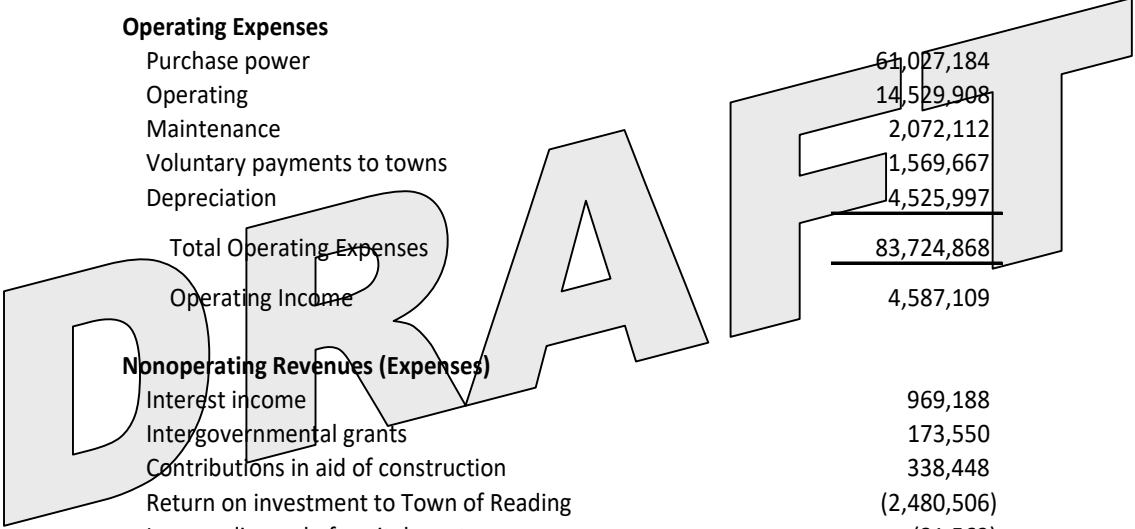 Operating Expenses
Purchase power 61,027,184
Operating 14,529,908
Maintenance 2,072,112
Voluntary payments to towns 1,569,667
Depreciation 4,525,997
Total Operating Expenses 83,724,868
Operating Income 4,587,109
Nonoperating Revenues (Expenses)
Interest income 969,188
Intergovernmental grants 173,550
Contributions in aid of construction 338,448
Return on investment to Town of Reading (2,480,506)
DRAFT